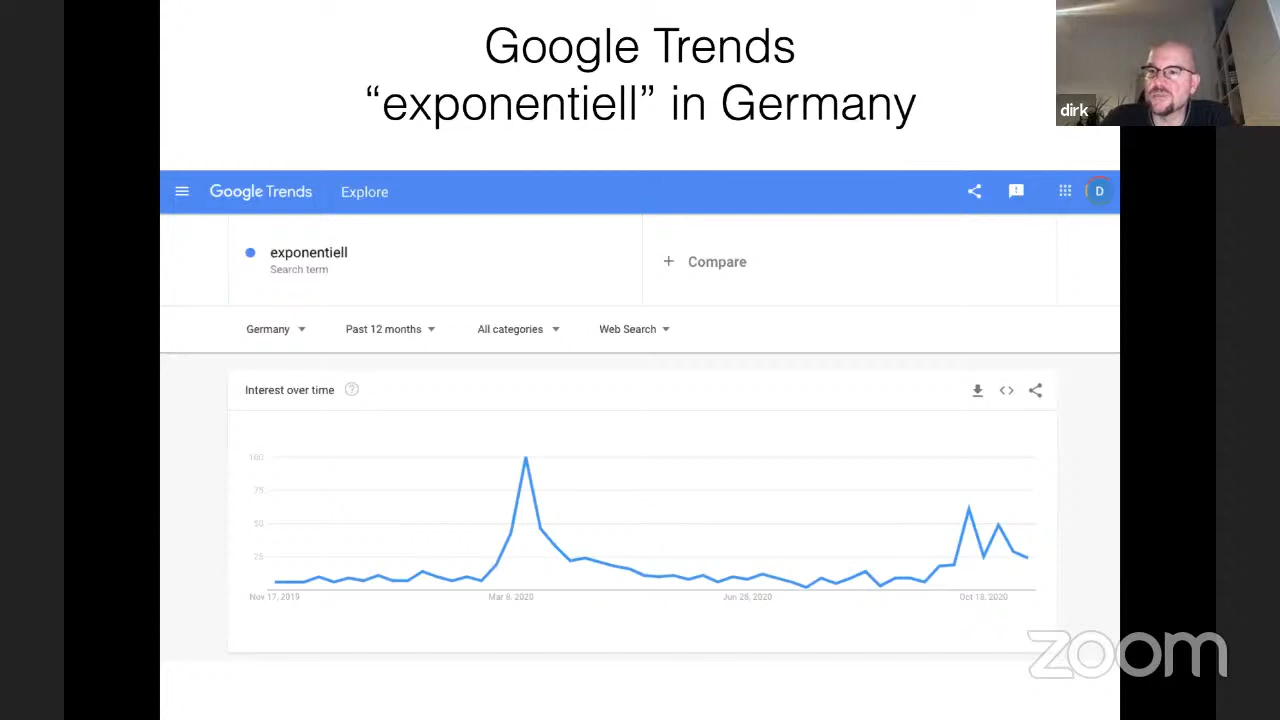 Google Trends
“exponentiell” in Germany
dirk
Google Trends Explore
D
exponentiell
Search term
+ Compare
Germany Past 12 months All categories Web Search
Interest over time
100
75
50
25
Nov 17, 2019 Mar 8, 2020 Jun 28, 2020 Oct 18, 2020
zoom